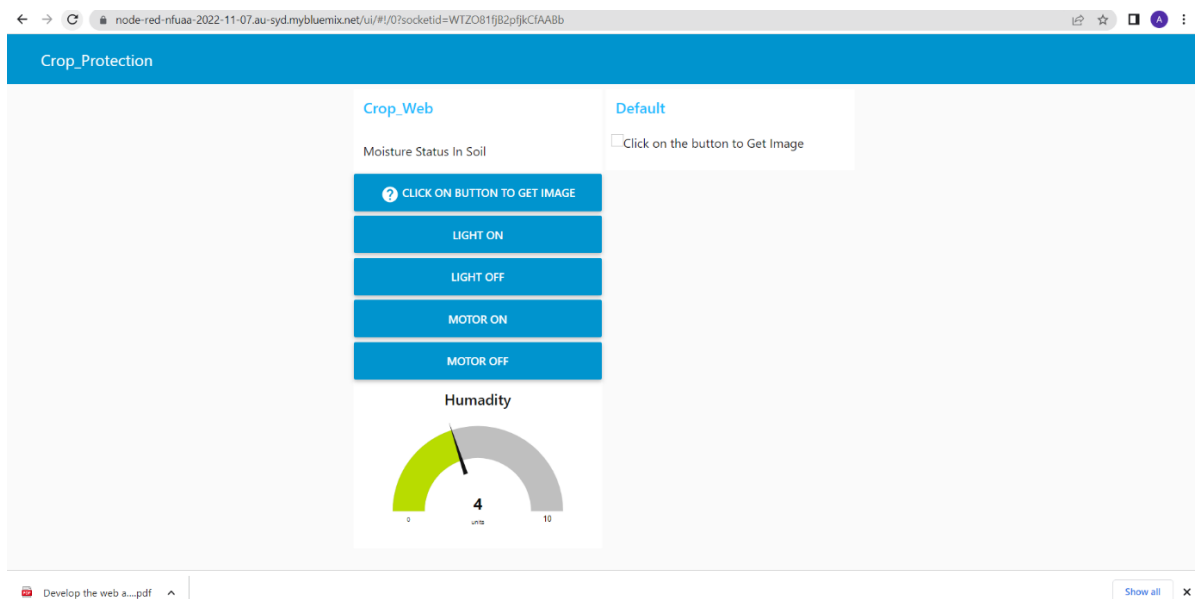 node-red-nfuaa-2022-11-07.au-syd.mybluemix.net/ui/#!/0?socketid=WTZO81fjB2pfjkCfAABb
A
Crop_Protection
Crop_Web
Moisture Status In Soil
? CLICK ON BUTTON TO GET IMAGE
LIGHT ON
LIGHT OFF
MOTOR ON
MOTOR OFF
Humadity
4
units
0
10
Default
Click on the button to Get Image
PDF
Develop the web a....pdf
Show all